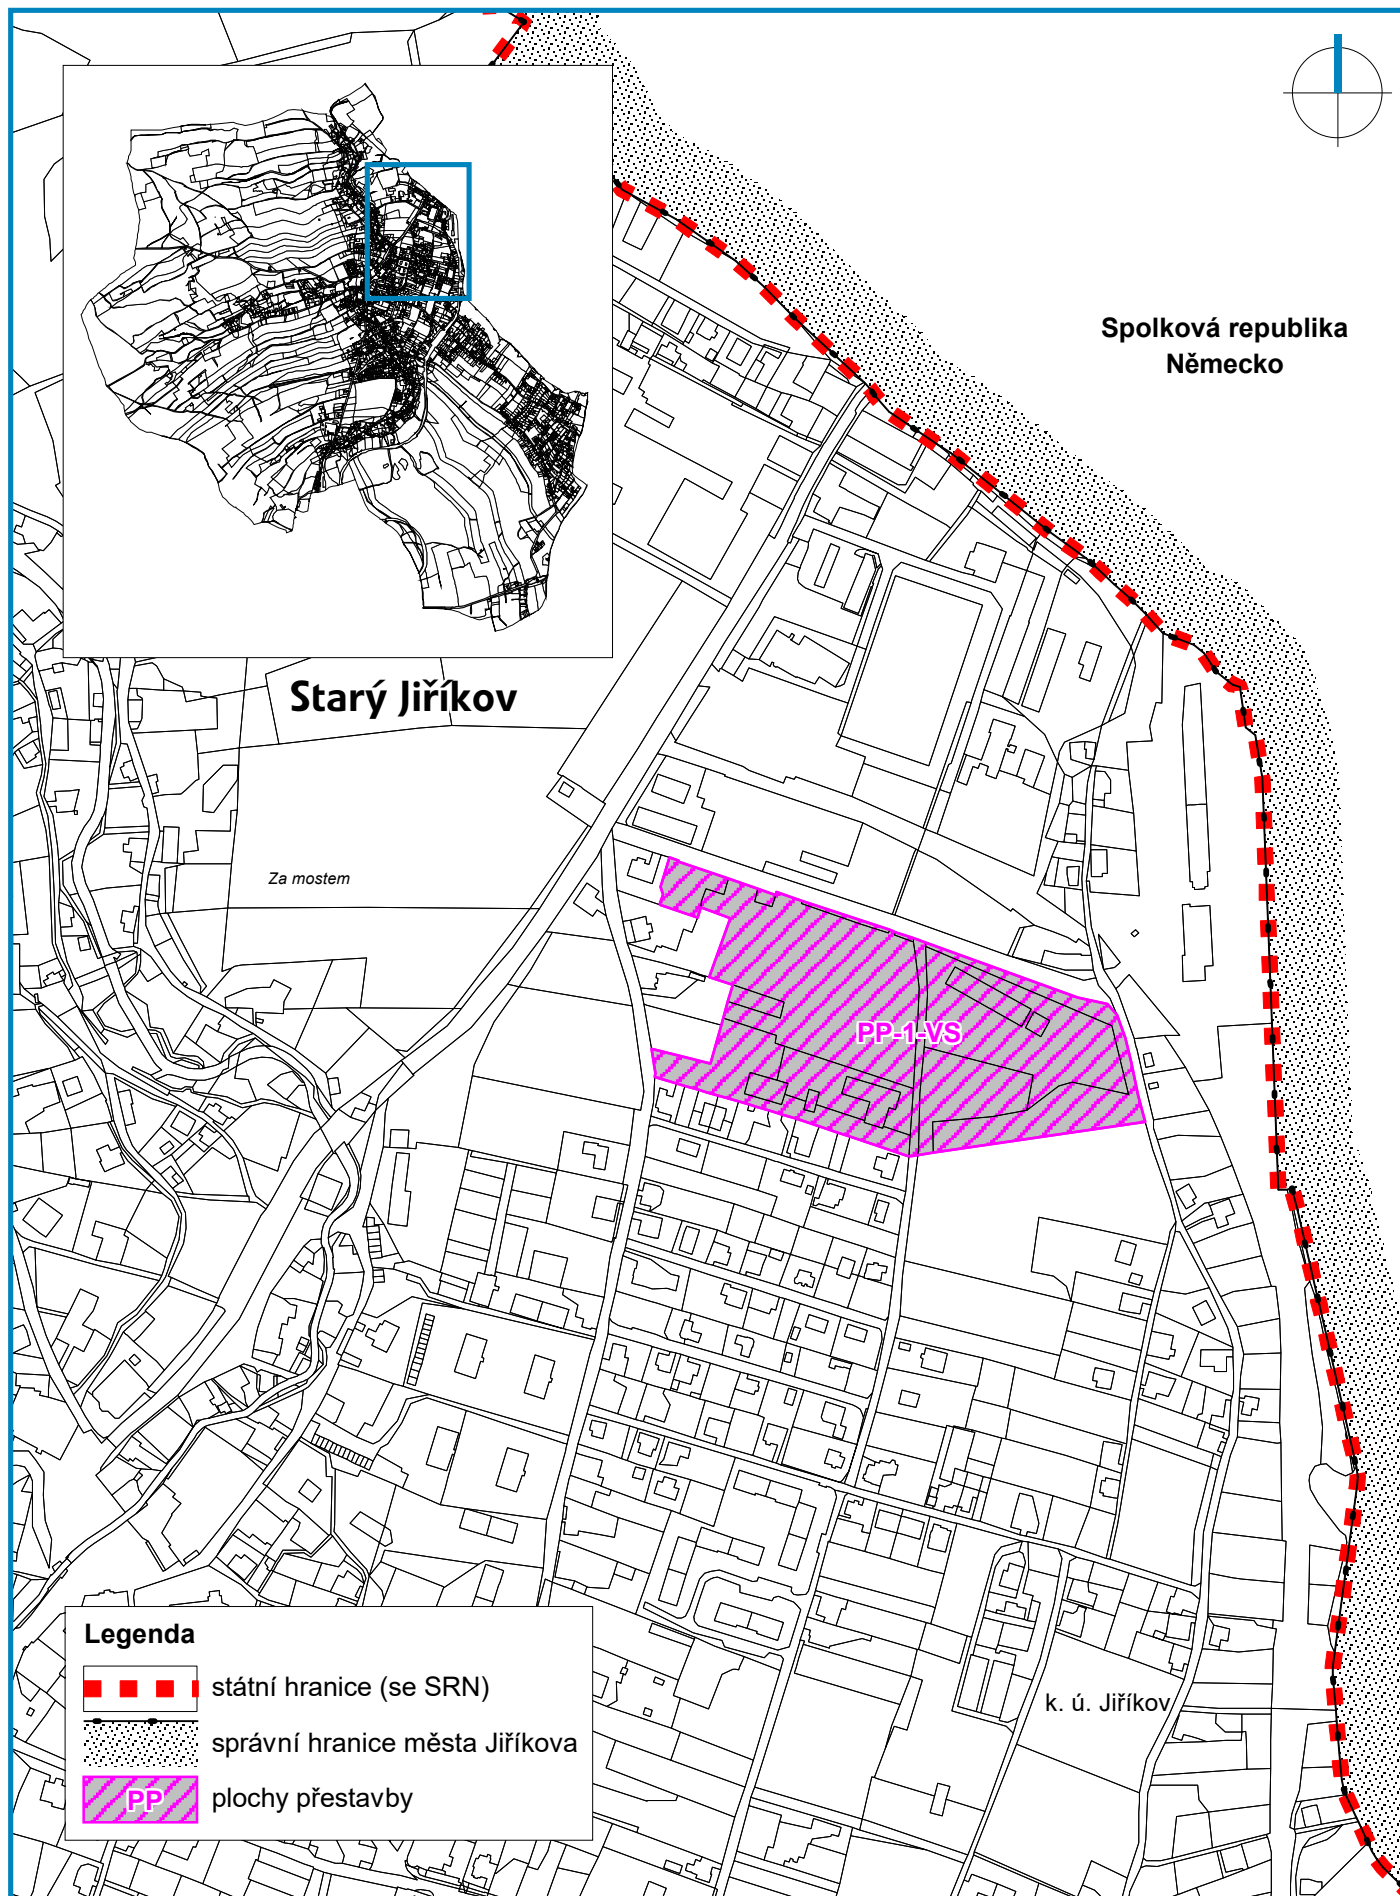 Spolková republika
Německo
Starý Jiříkov
Za mostem
PP-1-VS
k. ú. Jiříkov
Legenda
státní hranice (se SRN)
správní hranice města Jiříkova
PP plochy přestavby